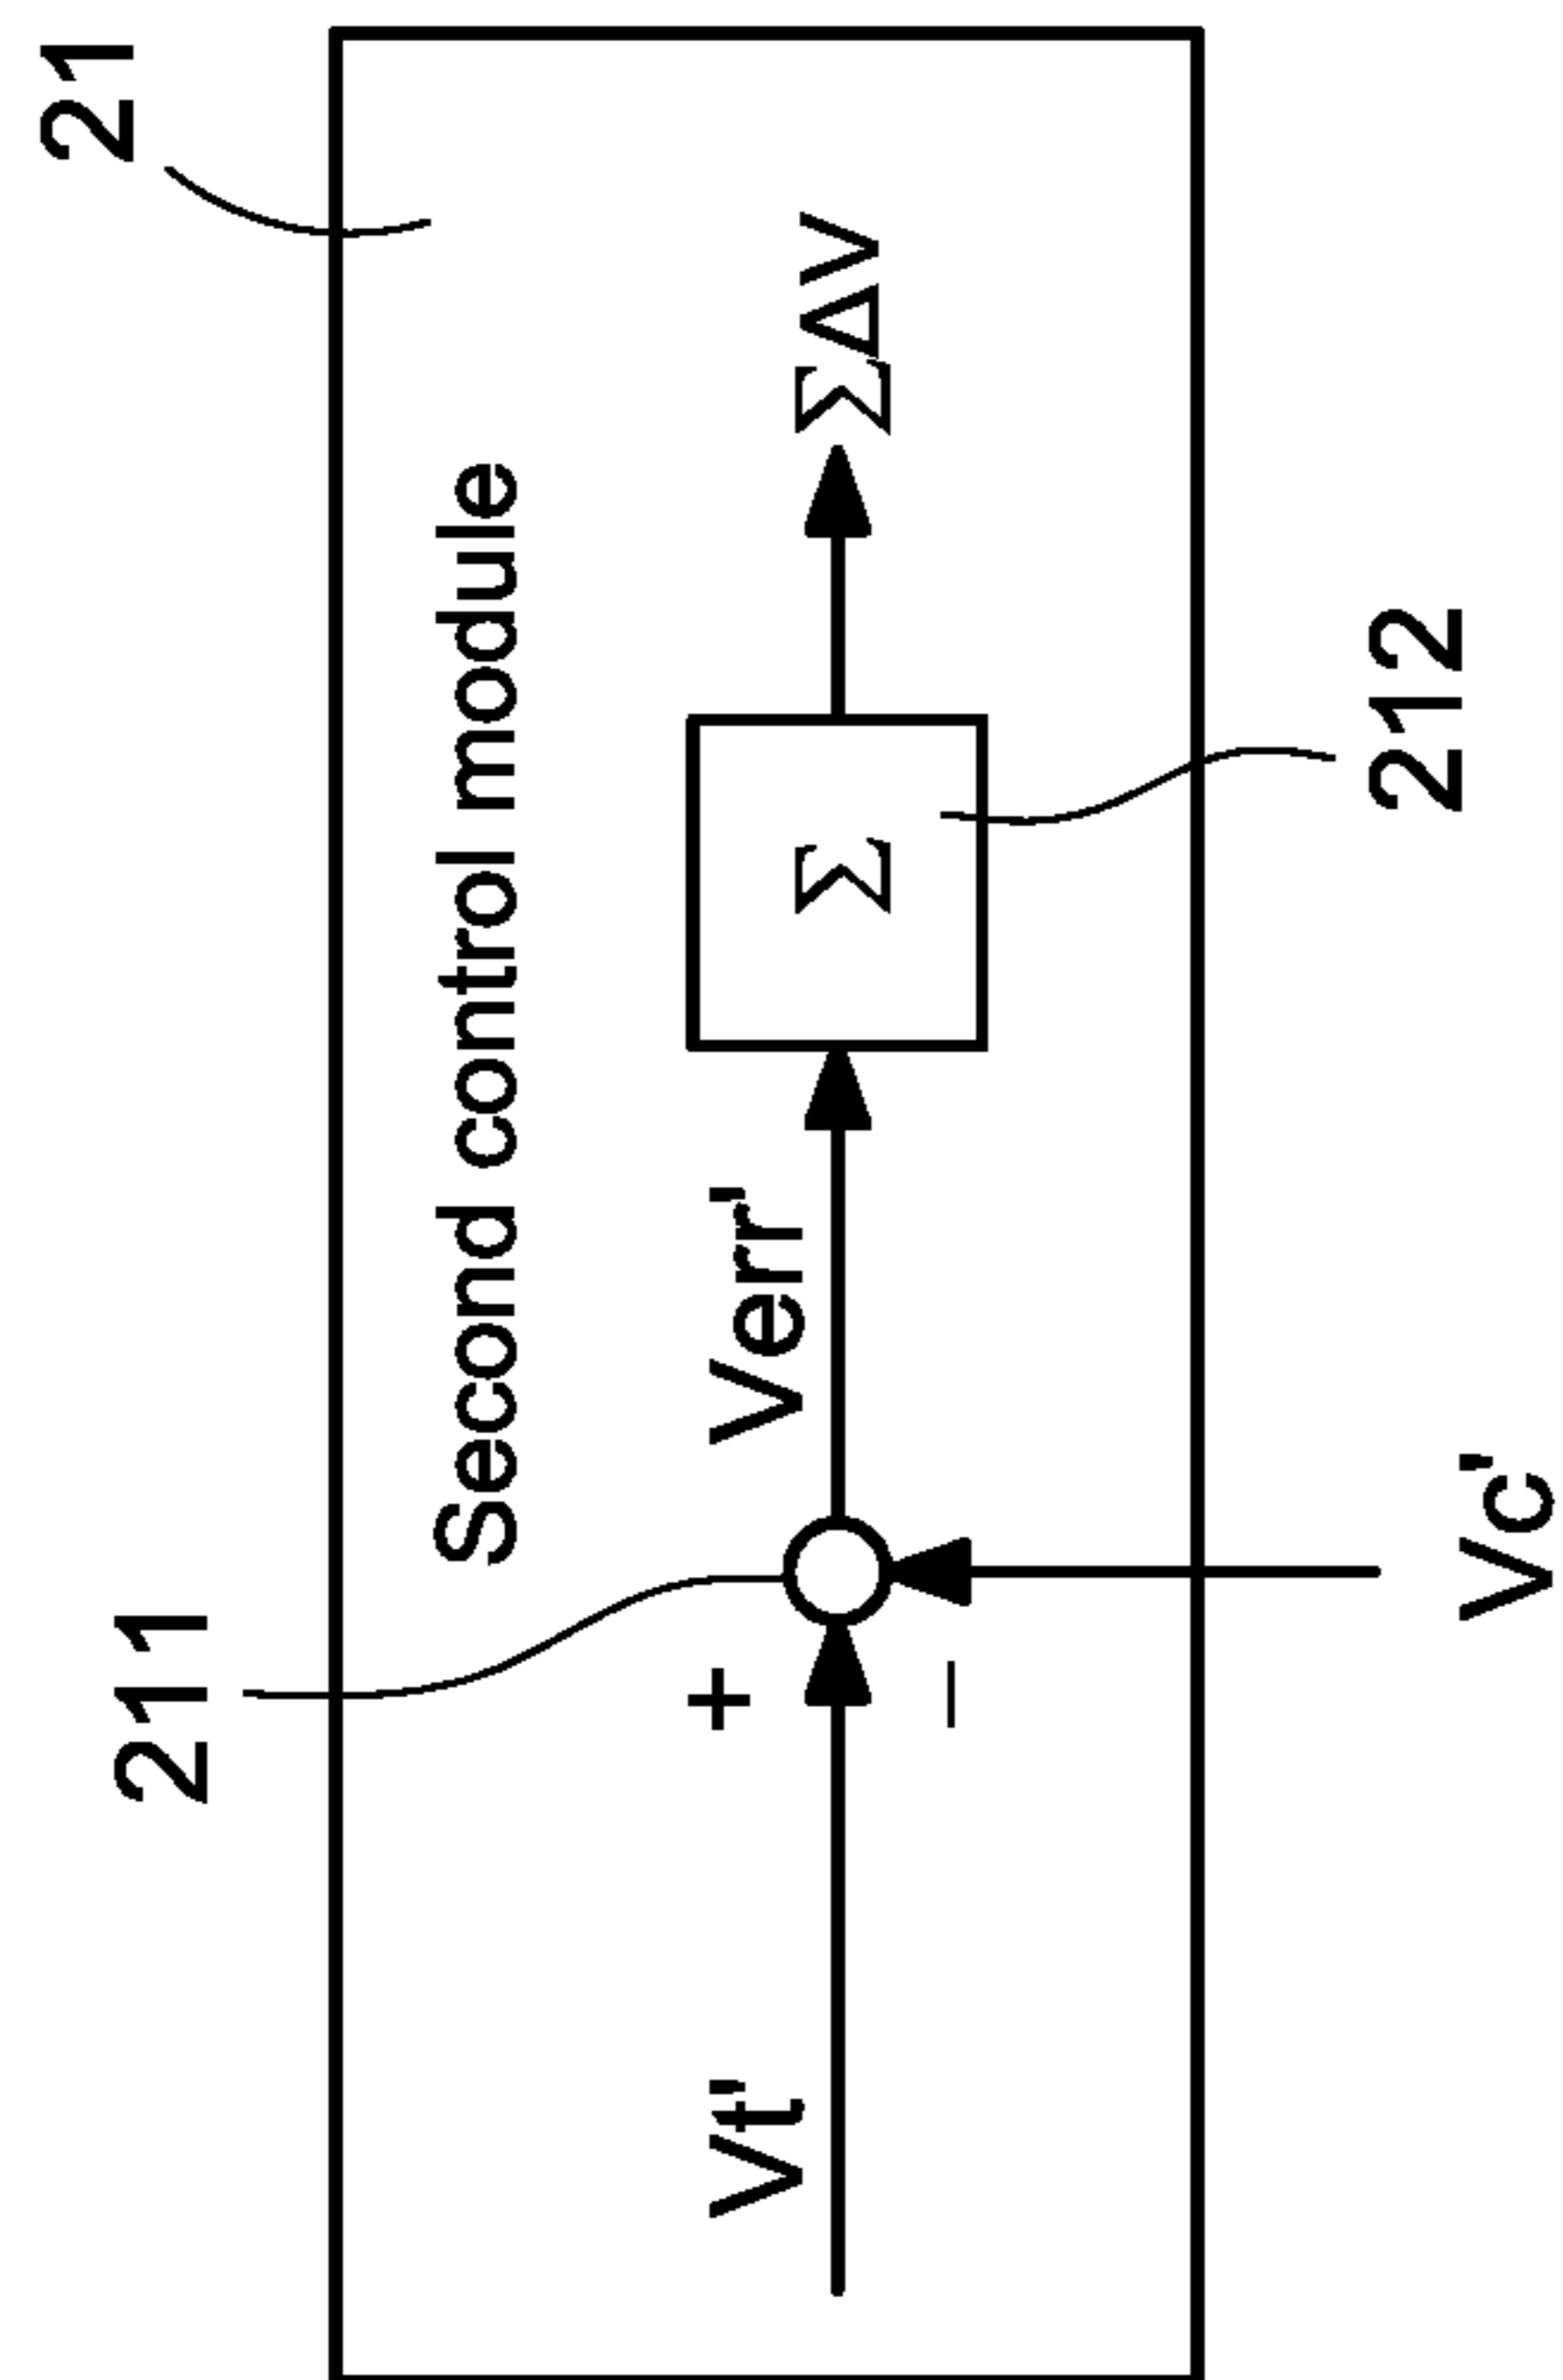 21
211
Second control module
Vt'
+
−
Verr'
Σ
ΣΔV
Vc'
212